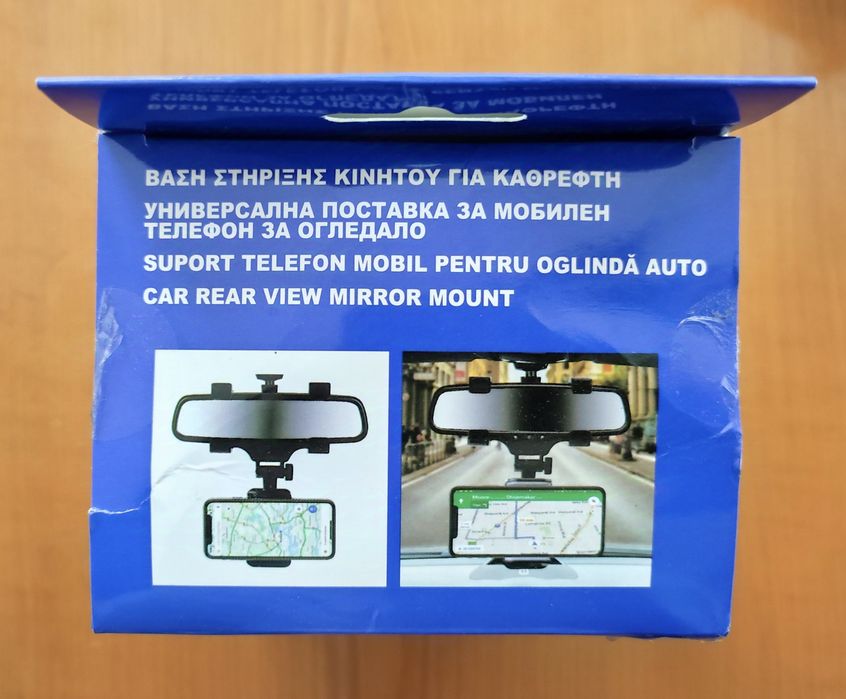 ΒΑΣΗ ΣΤΗΡΙΞΗΣ ΚΙΝΗΤΟΥ ΓΙΑ ΚΑΘΡΕΦΤΗ
УНИВЕРСАЛНА ПОСТАВКА ЗА МОБИЛЕН
ТЕЛЕФОН ЗА ОГЛЕДАЛО
SUPORT TELEFON MOBIL PENTRU OGLINDĂ AUTO
CAR REAR VIEW MIRROR MOUNT